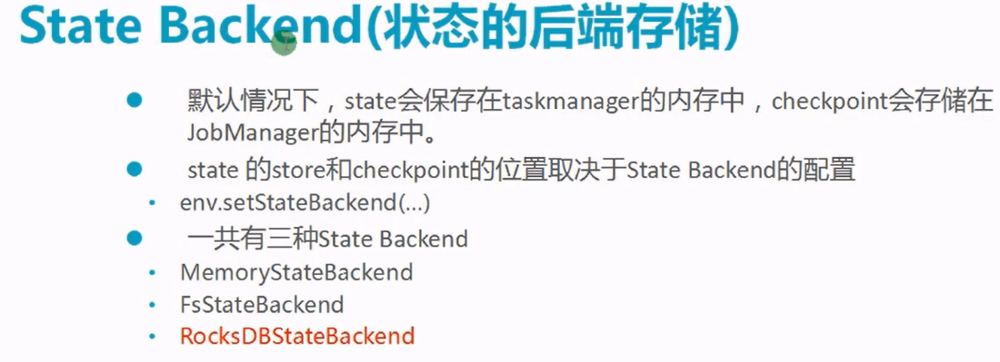 State Backend(状态的后端存储)
默认情况下，state会保存在taskmanager的内存中，checkpoint会存储在
JobManager的内存中。
state 的store和checkpoint的位置取决于State Backend的配置
env.setStateBackend(...)
一共有三种State Backend
MemoryStateBackend
FsStateBackend
RocksDBStateBackend